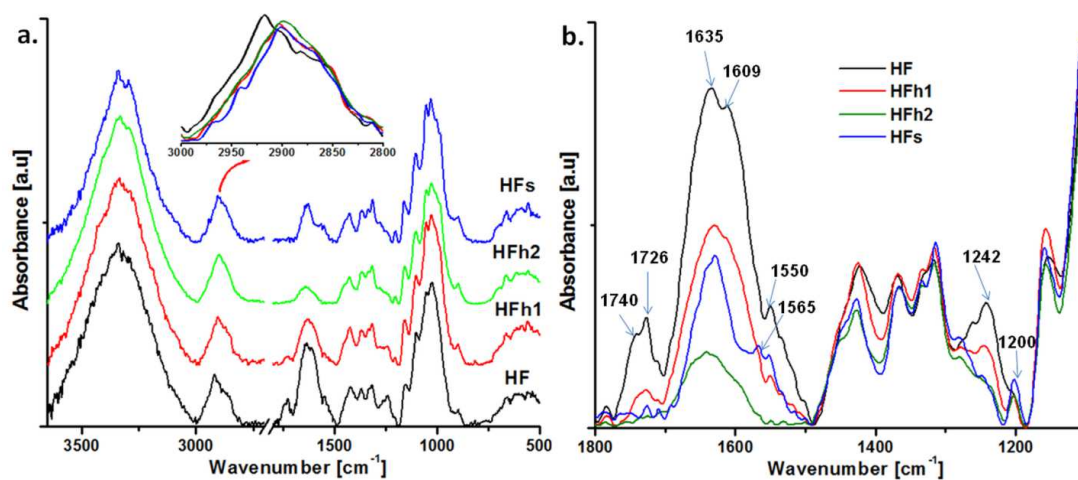 a.
Absorbance [a.u]
3000 2950 2900 2850 2800
HFs
HFh2
HFh1
HF
3500 3000 1500 1000 500
Wavenumber [cm⁻¹]
b.
Absorbance [a.u]
1635
1609
HF
HFh1
HFh2
HFs
1740
1726
1550
1565
1242
1200
1800 1600 1400 1200
Wavenumber [cm⁻¹]